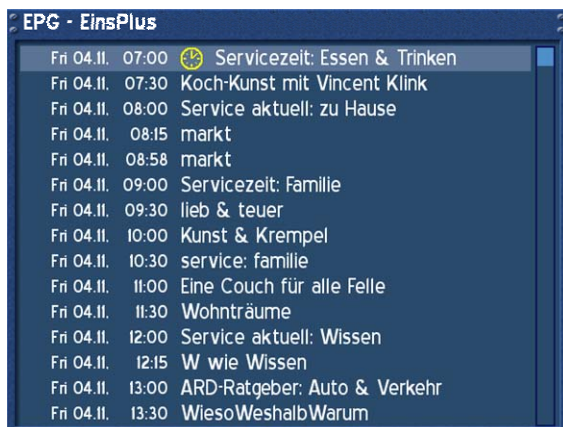 EPG - EinsPlus
Fri 04.11. 07:00 Servicezeit: Essen & Trinken
Fri 04.11. 07:30 Koch-Kunst mit Vincent Klink
Fri 04.11. 08:00 Service aktuell: zu Hause
Fri 04.11. 08:15 markt
Fri 04.11. 08:58 markt
Fri 04.11. 09:00 Servicezeit: Familie
Fri 04.11. 09:30 lieb & teuer
Fri 04.11. 10:00 Kunst & Krempel
Fri 04.11. 10:30 service: familie
Fri 04.11. 11:00 Eine Couch für alle Felle
Fri 04.11. 11:30 Wohnträume
Fri 04.11. 12:00 Service aktuell: Wissen
Fri 04.11. 12:15 W wie Wissen
Fri 04.11. 13:00 ARD-Ratgeber: Auto & Verkehr
Fri 04.11. 13:30 WiesoWeshalbWarum